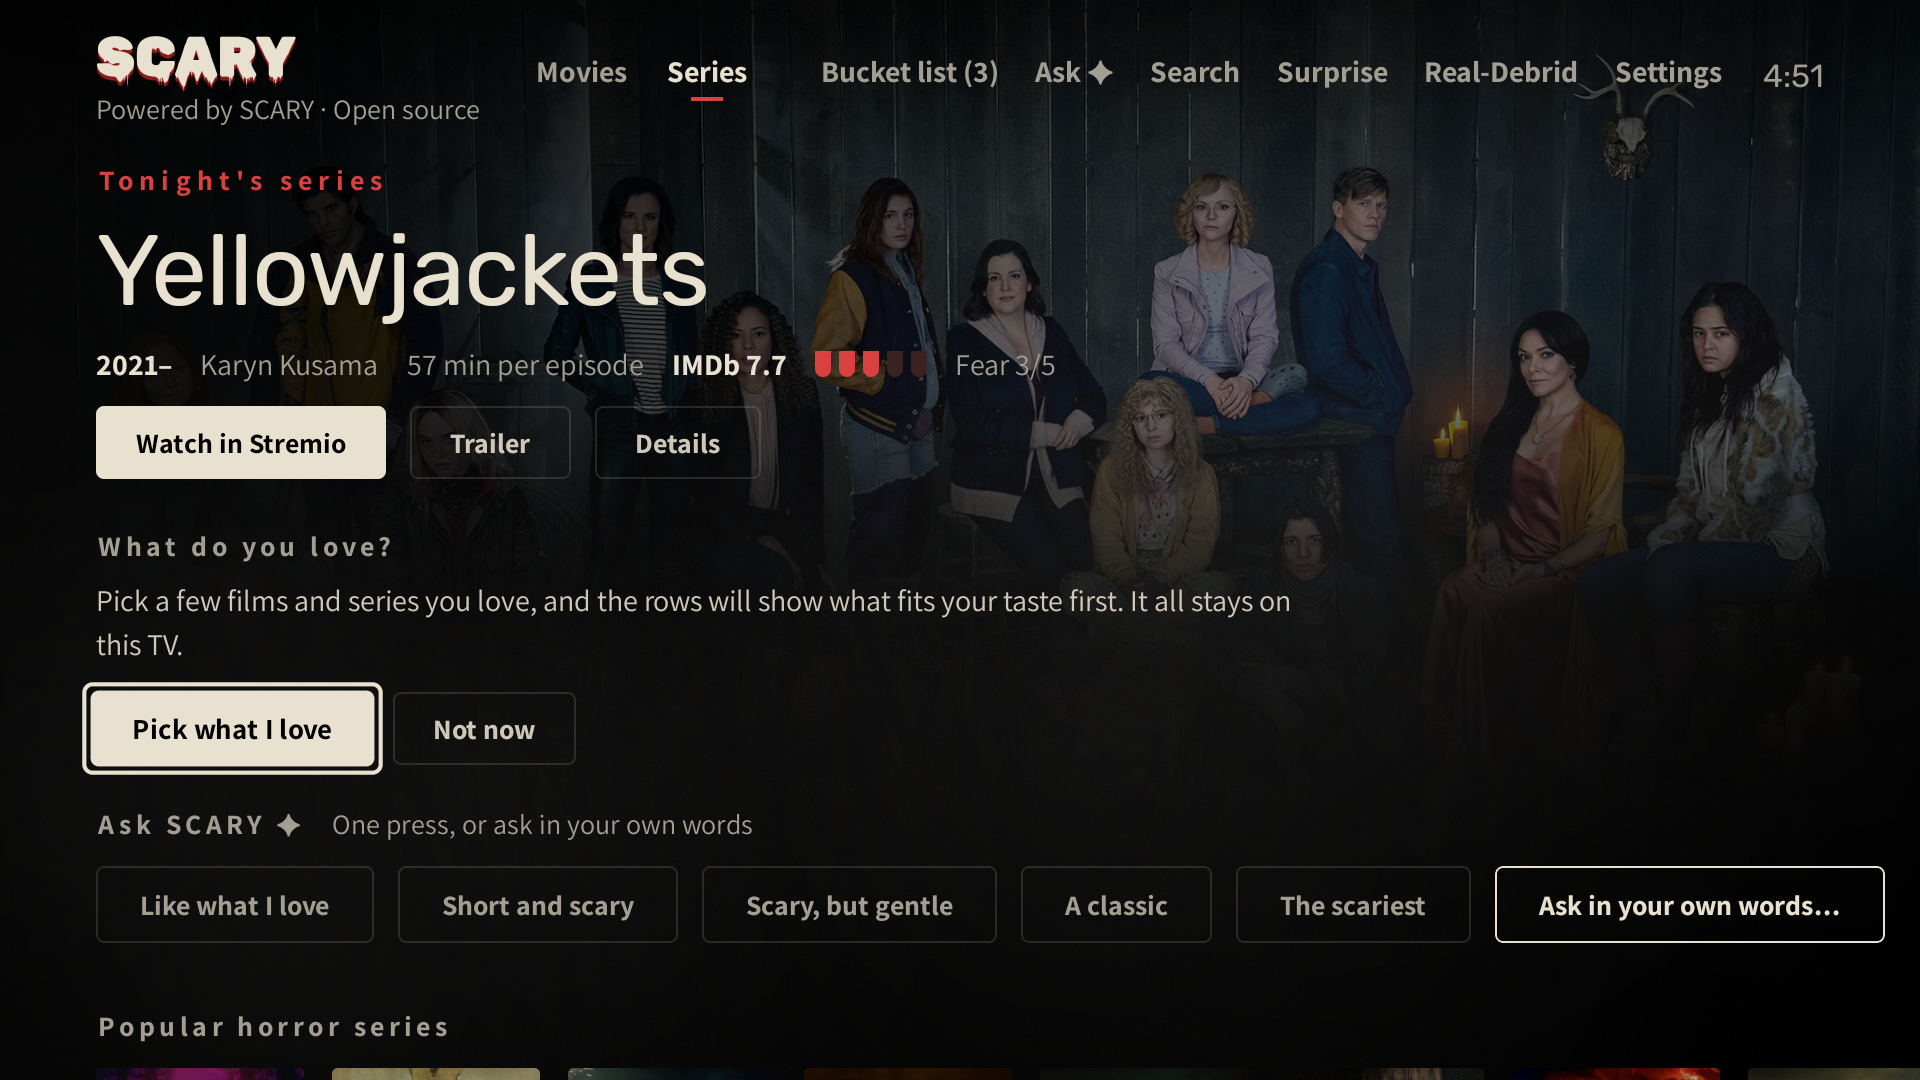 SCARY
Powered by SCARY · Open source
Movies Series Bucket list (3) Ask Search Surprise Real-Debrid Settings 4:51
Tonight's series
Yellowjackets
2021– Karyn Kusama 57 min per episode IMDb 7.7 Fear 3/5
Watch in Stremio Trailer Details
What do you love?
Pick a few films and series you love, and the rows will show what fits your taste first. It all stays on
this TV.
Pick what I love Not now
Ask SCARY One press, or ask in your own words
Like what I love Short and scary Scary, but gentle A classic The scariest Ask in your own words...
Popular horror series